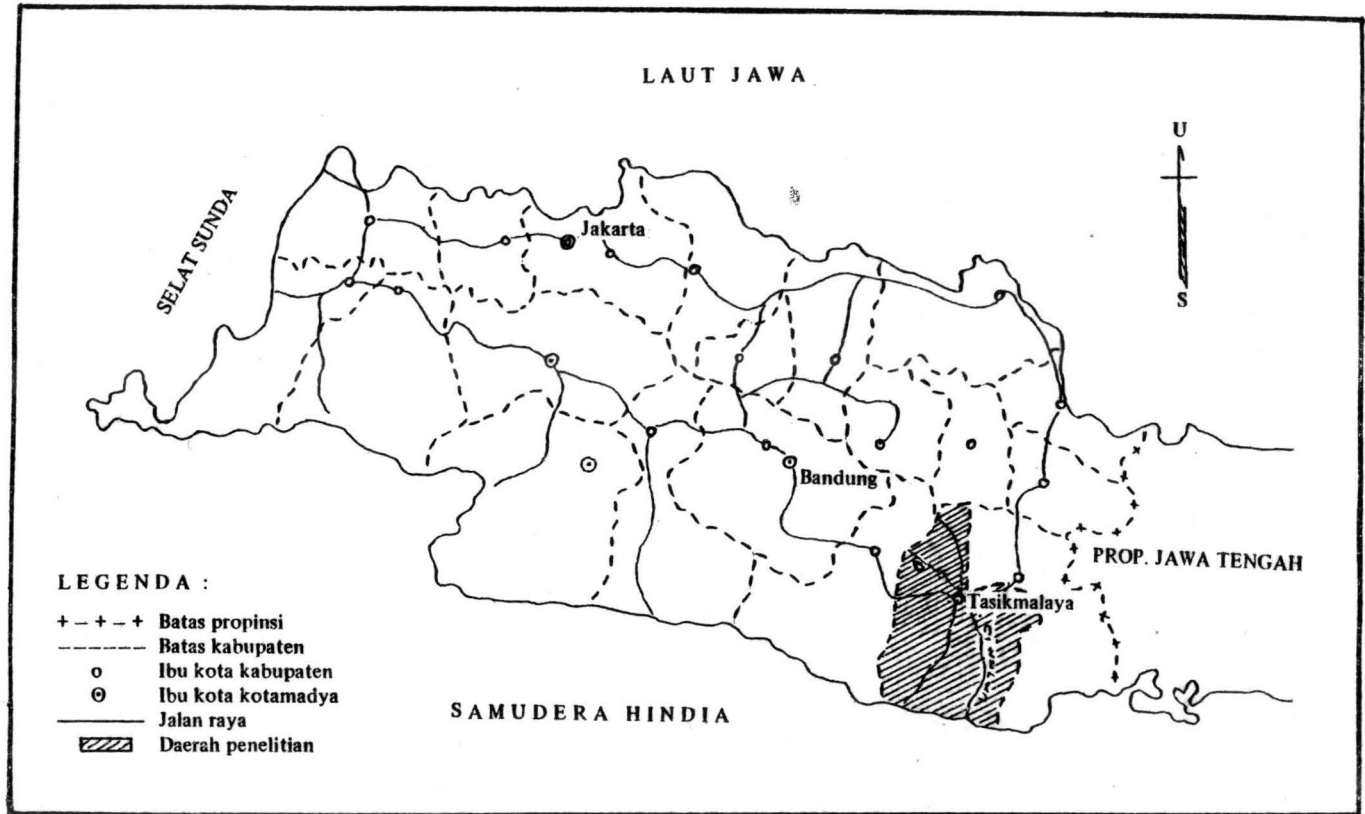 LAUT JAWA
U
S
SELAT SUNDA
Jakarta
Bandung
PROP. JAWA TENGAH
Tasikmalaya
SAMUDERA HINDIA
LEGENDA :
+ – + – + Batas propinsi
------- Batas kabupaten
o Ibu kota kabupaten
⊙ Ibu kota kotamadya
——— Jalan raya
Daerah penelitian